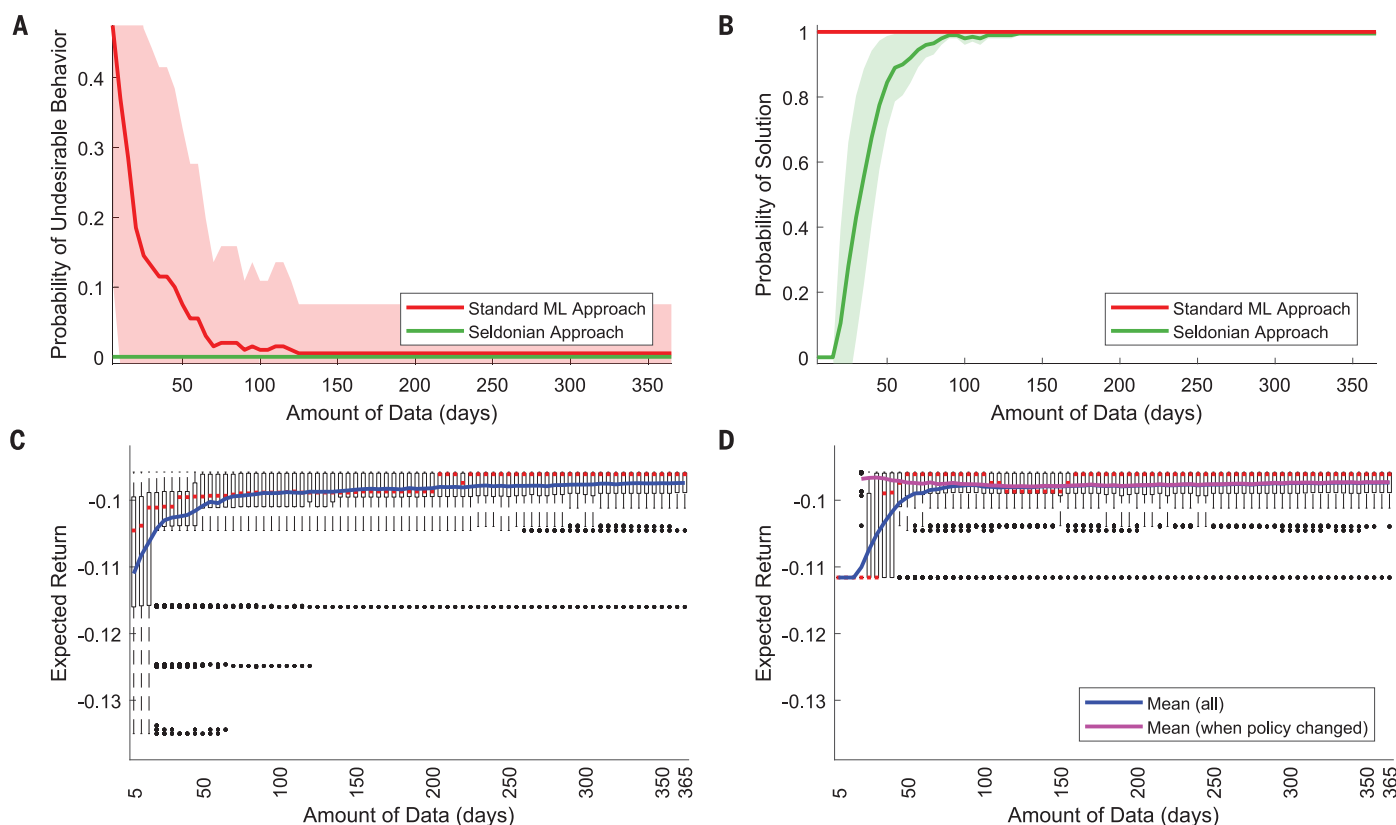 A
Probability of Undesirable Behavior
0.4
0.3
0.2
0.1
0
50
100
150
200
250
300
350
Amount of Data (days)
Standard ML Approach
Seldonian Approach
B
Probability of Solution
1
0.8
0.6
0.4
0.2
0
50
100
150
200
250
300
350
Amount of Data (days)
Standard ML Approach
Seldonian Approach
C
Expected Return
-0.1
-0.11
-0.12
-0.13
5
50
100
150
200
250
300
350
365
Amount of Data (days)
D
Expected Return
-0.1
-0.11
-0.12
-0.13
5
50
100
150
200
250
300
350
365
Amount of Data (days)
Mean (all)
Mean (when policy changed)